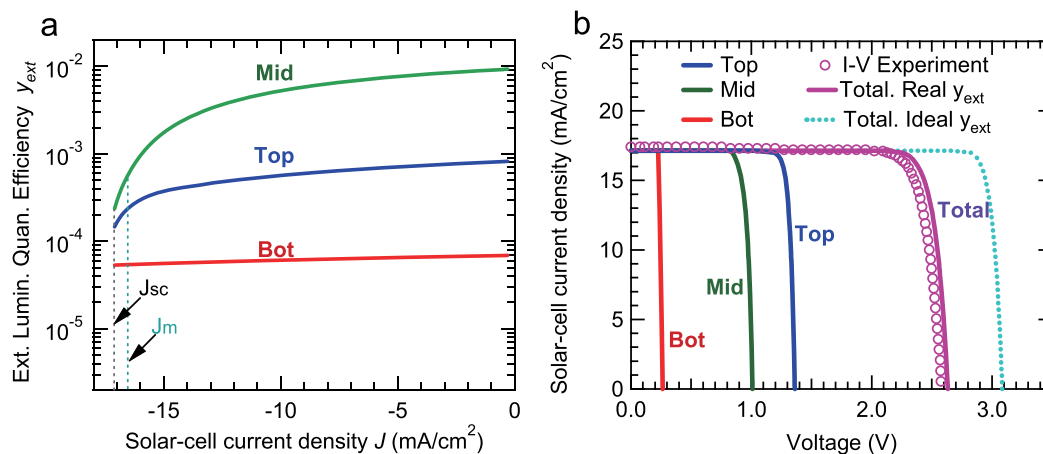 a
Ext. Lumin. Quan. Efficiency y_ext
10^-2
10^-3
10^-4
10^-5
Mid
Top
Bot
Jsc
Jm
-15
-10
-5
0
Solar-cell current density J (mA/cm²)
b
Solar-cell current density (mA/cm²)
25
20
15
10
5
0
Top
Mid
Bot
I-V Experiment
Total. Real y_ext
Total. Ideal y_ext
Total
Top
Mid
Bot
0.0
1.0
2.0
3.0
Voltage (V)